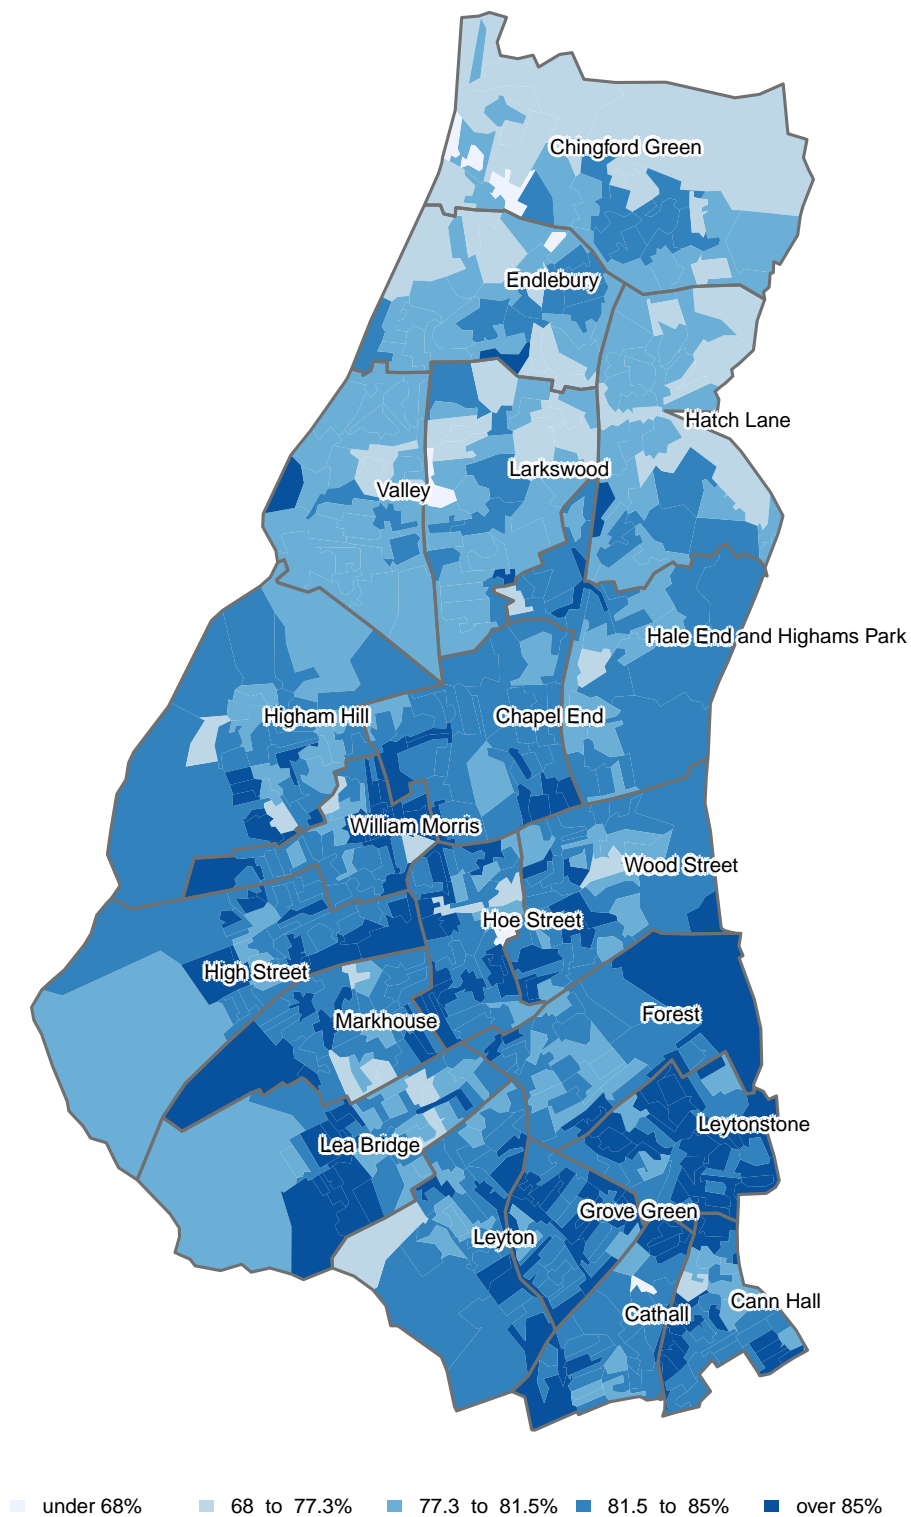 Chingford Green
Endlebury
Hatch Lane
Larkswood
Valley
Hale End and Highams Park
Higham Hill
Chapel End
William Morris
Wood Street
Hoe Street
High Street
Forest
Markhouse
Leytonstone
Lea Bridge
Grove Green
Leyton
Cann Hall
Cathall
under 68%
68 to 77.3%
77.3 to 81.5%
81.5 to 85%
over 85%